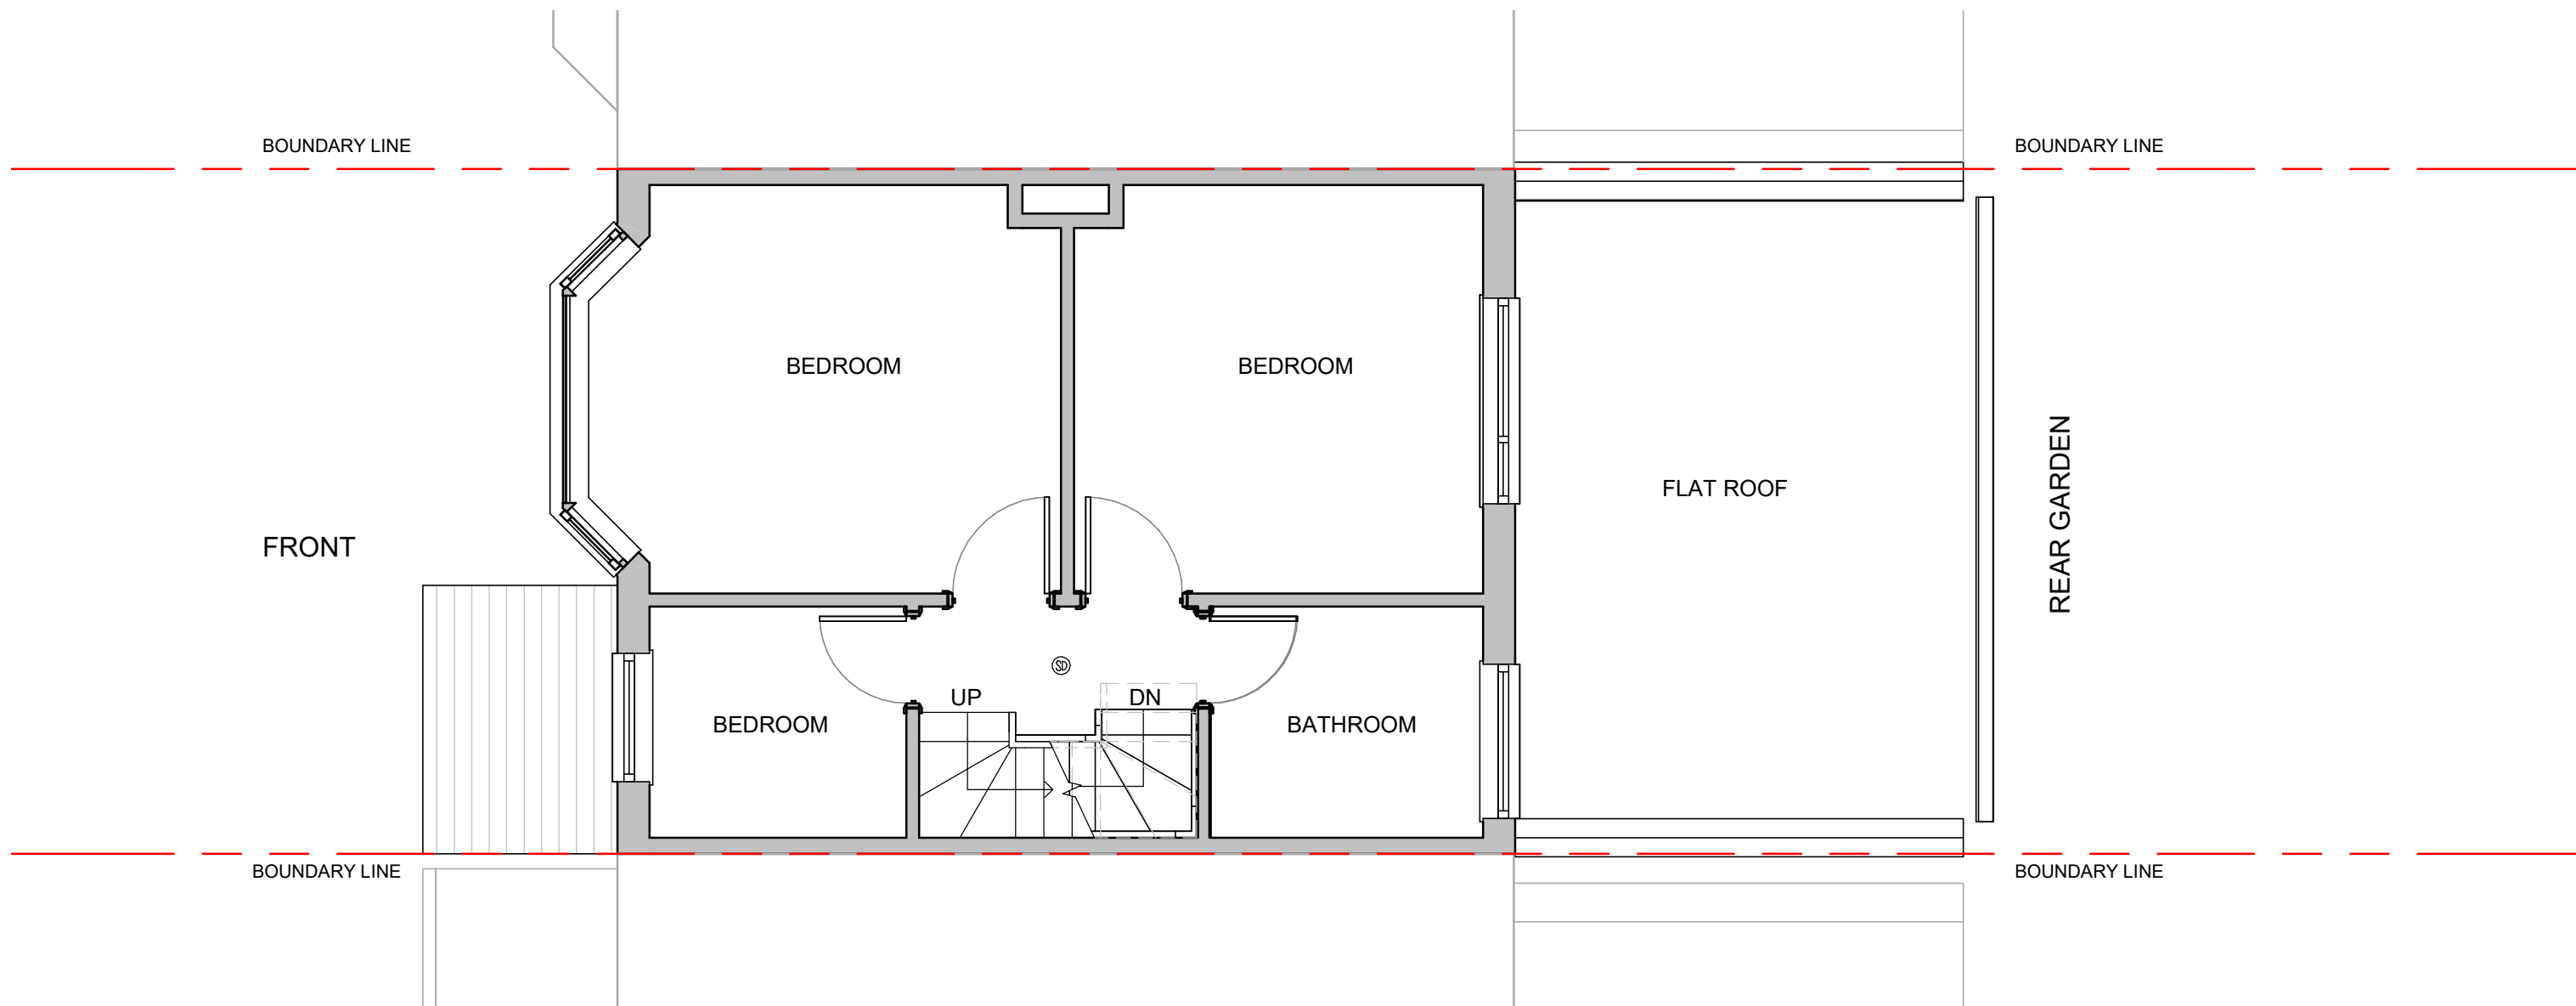 BOUNDARY LINE
BOUNDARY LINE
BEDROOM
BEDROOM
FLAT ROOF
REAR GARDEN
FRONT
SD
UP
DN
BEDROOM
BATHROOM
BOUNDARY LINE
BOUNDARY LINE